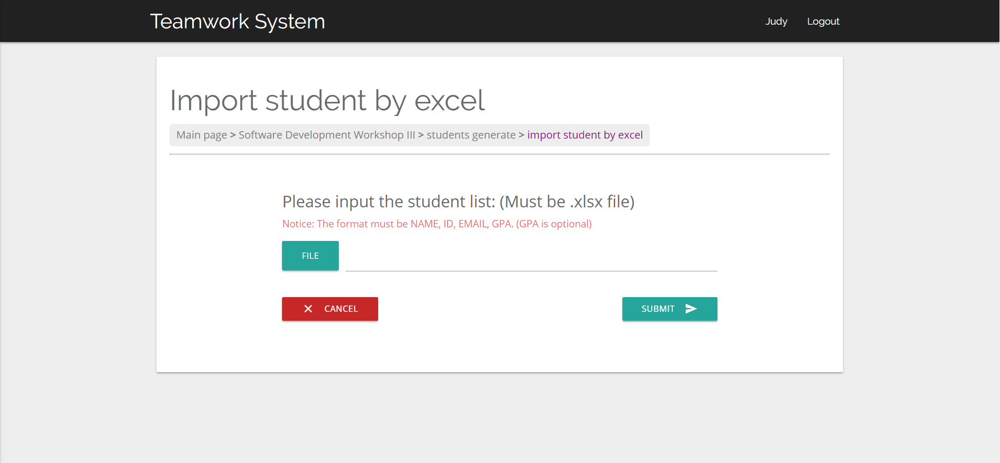 Teamwork System
Judy Logout
Import student by excel
Main page > Software Development Workshop III > students generate > import student by excel
Please input the student list: (Must be .xlsx file)
Notice: The format must be NAME, ID, EMAIL, GPA. (GPA is optional)
FILE
CANCEL
SUBMIT